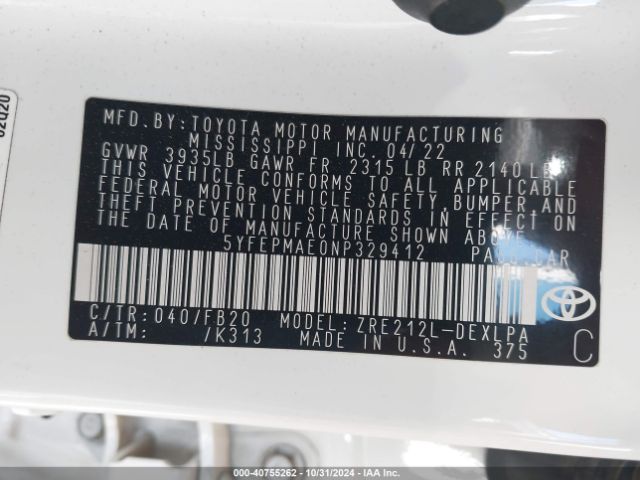 02Q20
MFD.BY: TOYOTA MOTOR MANUFACTURING
MISSISSIPPI INC. 04/22
GVWR 3935LB GAWR FR 2315 LB RR 2140 LB
THIS VEHICLE CONFORMS TO ALL APPLICABLE
FEDERAL MOTOR VEHICLE SAFETY, BUMPER AND
THEFT PREVENTION STANDARDS IN EFFECT ON
THE DATE OF MANUFACTURE SHOWN ABOVE.
5YFEPMAE0NP329412 PASS.CAR
C/TR: 040/FB20 MODEL: ZRE212L-DEXLPA
A/TM: /K313 MADE IN U.S.A. 375 C
000-40755262 - 10/31/2024 - IAA Inc.